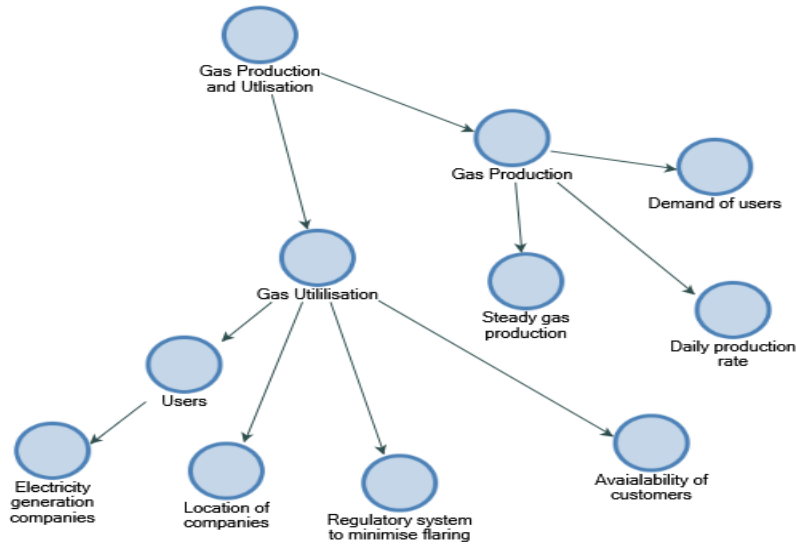 Gas Production
and Utlisation
Gas Production
Demand of users
Gas Utililisation
Steady gas
production
Daily production
rate
Users
Electricity
generation
companies
Location of
companies
Regulatory system
to minimise flaring
Avaialability of
customers